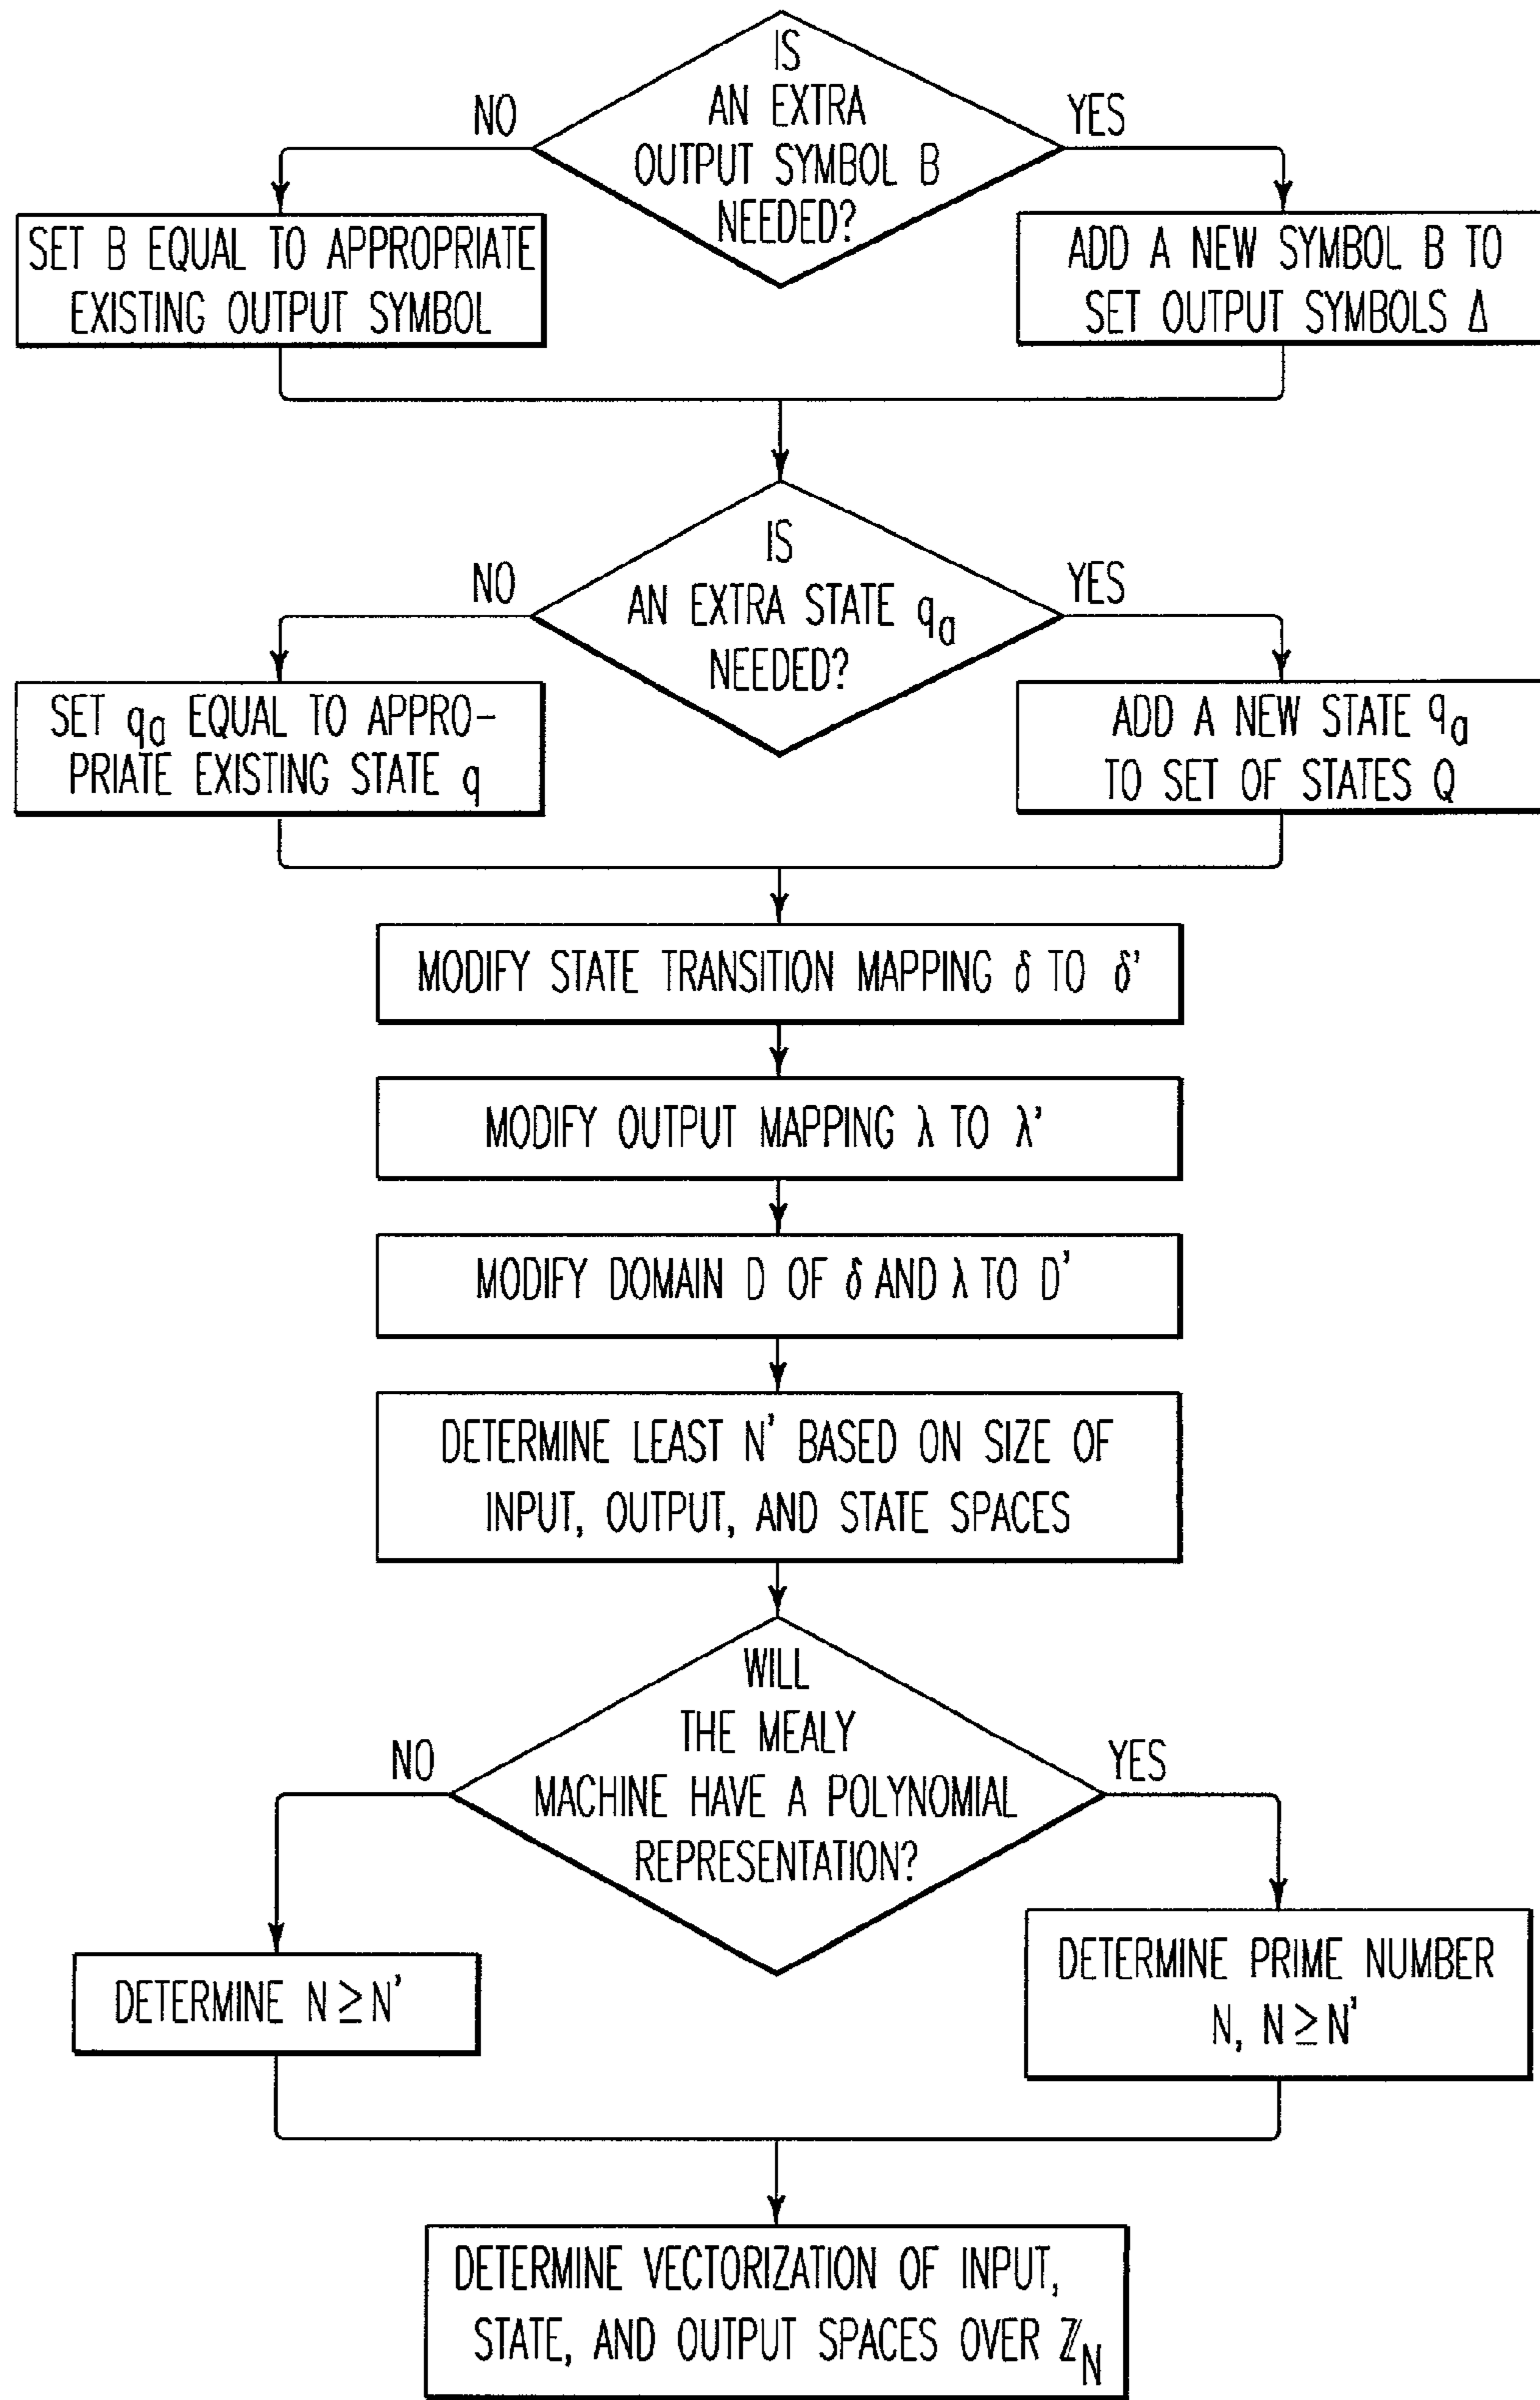 IS
AN EXTRA
OUTPUT SYMBOL B
NEEDED?
NO
YES
SET B EQUAL TO APPROPRIATE
EXISTING OUTPUT SYMBOL
ADD A NEW SYMBOL B TO
SET OUTPUT SYMBOLS Δ
IS
AN EXTRA STATE qa
NEEDED?
NO
YES
SET qa EQUAL TO APPRO-
PRIATE EXISTING STATE q
ADD A NEW STATE qa
TO SET OF STATES Q
MODIFY STATE TRANSITION MAPPING δ TO δ'
MODIFY OUTPUT MAPPING λ TO λ'
MODIFY DOMAIN D OF δ AND λ TO D'
DETERMINE LEAST N' BASED ON SIZE OF
INPUT, OUTPUT, AND STATE SPACES
WILL
THE MEALY
MACHINE HAVE A POLYNOMIAL
REPRESENTATION?
NO
YES
DETERMINE N ≥ N'
DETERMINE PRIME NUMBER
N, N ≥ N'
DETERMINE VECTORIZATION OF INPUT,
STATE, AND OUTPUT SPACES OVER ℤN